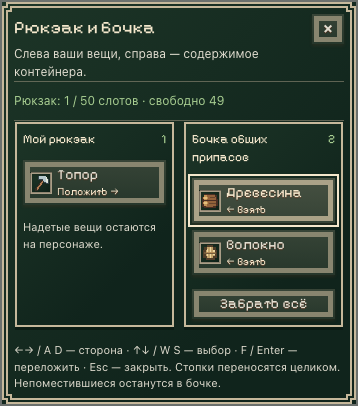 Рюкзак и бочка
×
Слева ваши вещи, справа — содержимое
контейнера.
Рюкзак: 1 / 50 слотов · свободно 49
Мой рюкзак 1
Топор
Положить →
Надетые вещи остаются
на персонаже.
Бочка общих 2
припасов
Древесина
← Взять
Волокно
← Взять
Забрать всё
←→ / A D — сторона · ↑↓ / W S — выбор · F / Enter —
переложить · Esc — закрыть. Стопки переносятся целиком.
Непоместившиеся останутся в бочке.